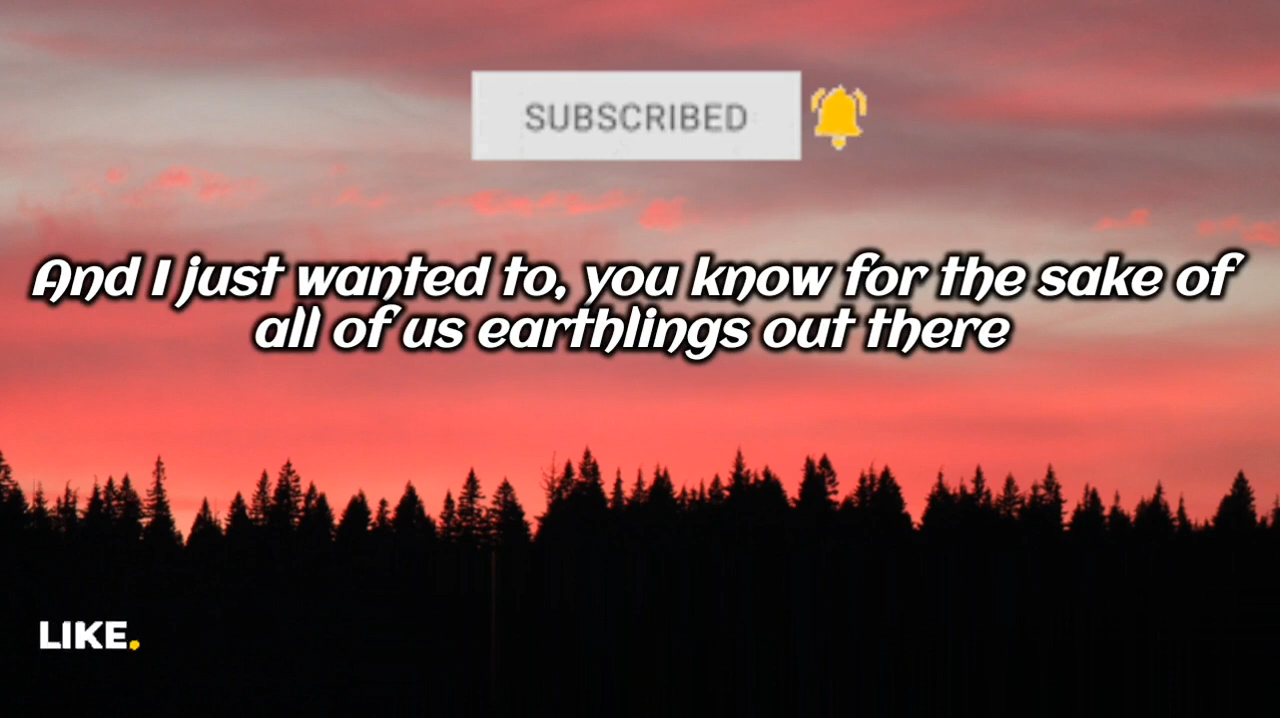 SUBSCRIBED
And I just wanted to, you know for the sake of
all of us earthlings out there
LIKE.